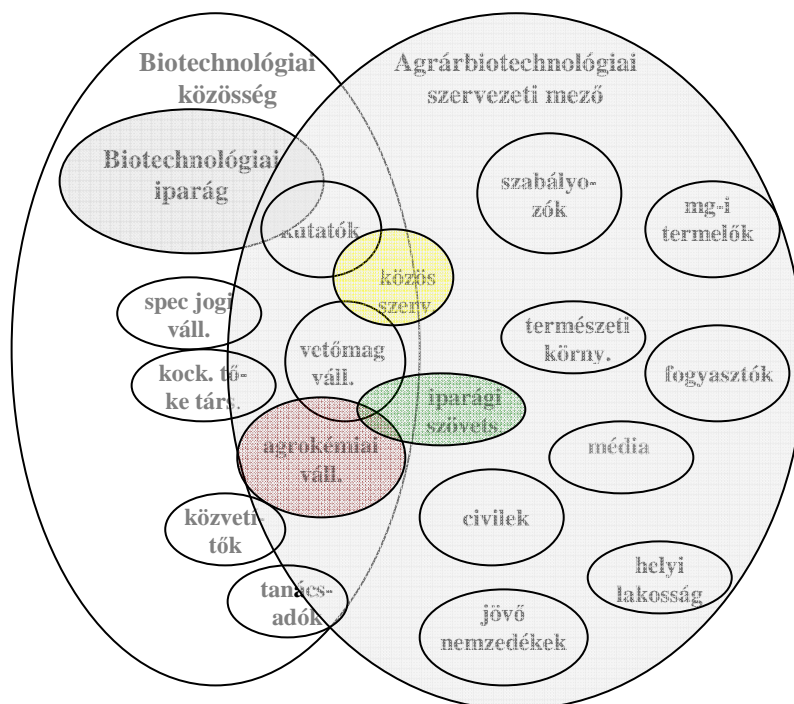 Biotechnológiai
közösség
Agrárbiotechnológiai
szervezeti mező
Biotechnológiai
iparág
kutatók
szabályo-
zók
mg-i
termelők
közös
szerv.
spec jogi
váll.
vetőmag
váll.
természeti
körny.
kock. tő-
ke társ.
fogyasztók
iparági
szövets.
agrokémiai
váll.
média
közvetí-
tők
civilek
tanács-
adók
helyi
lakosság
jövő
nemzedékek